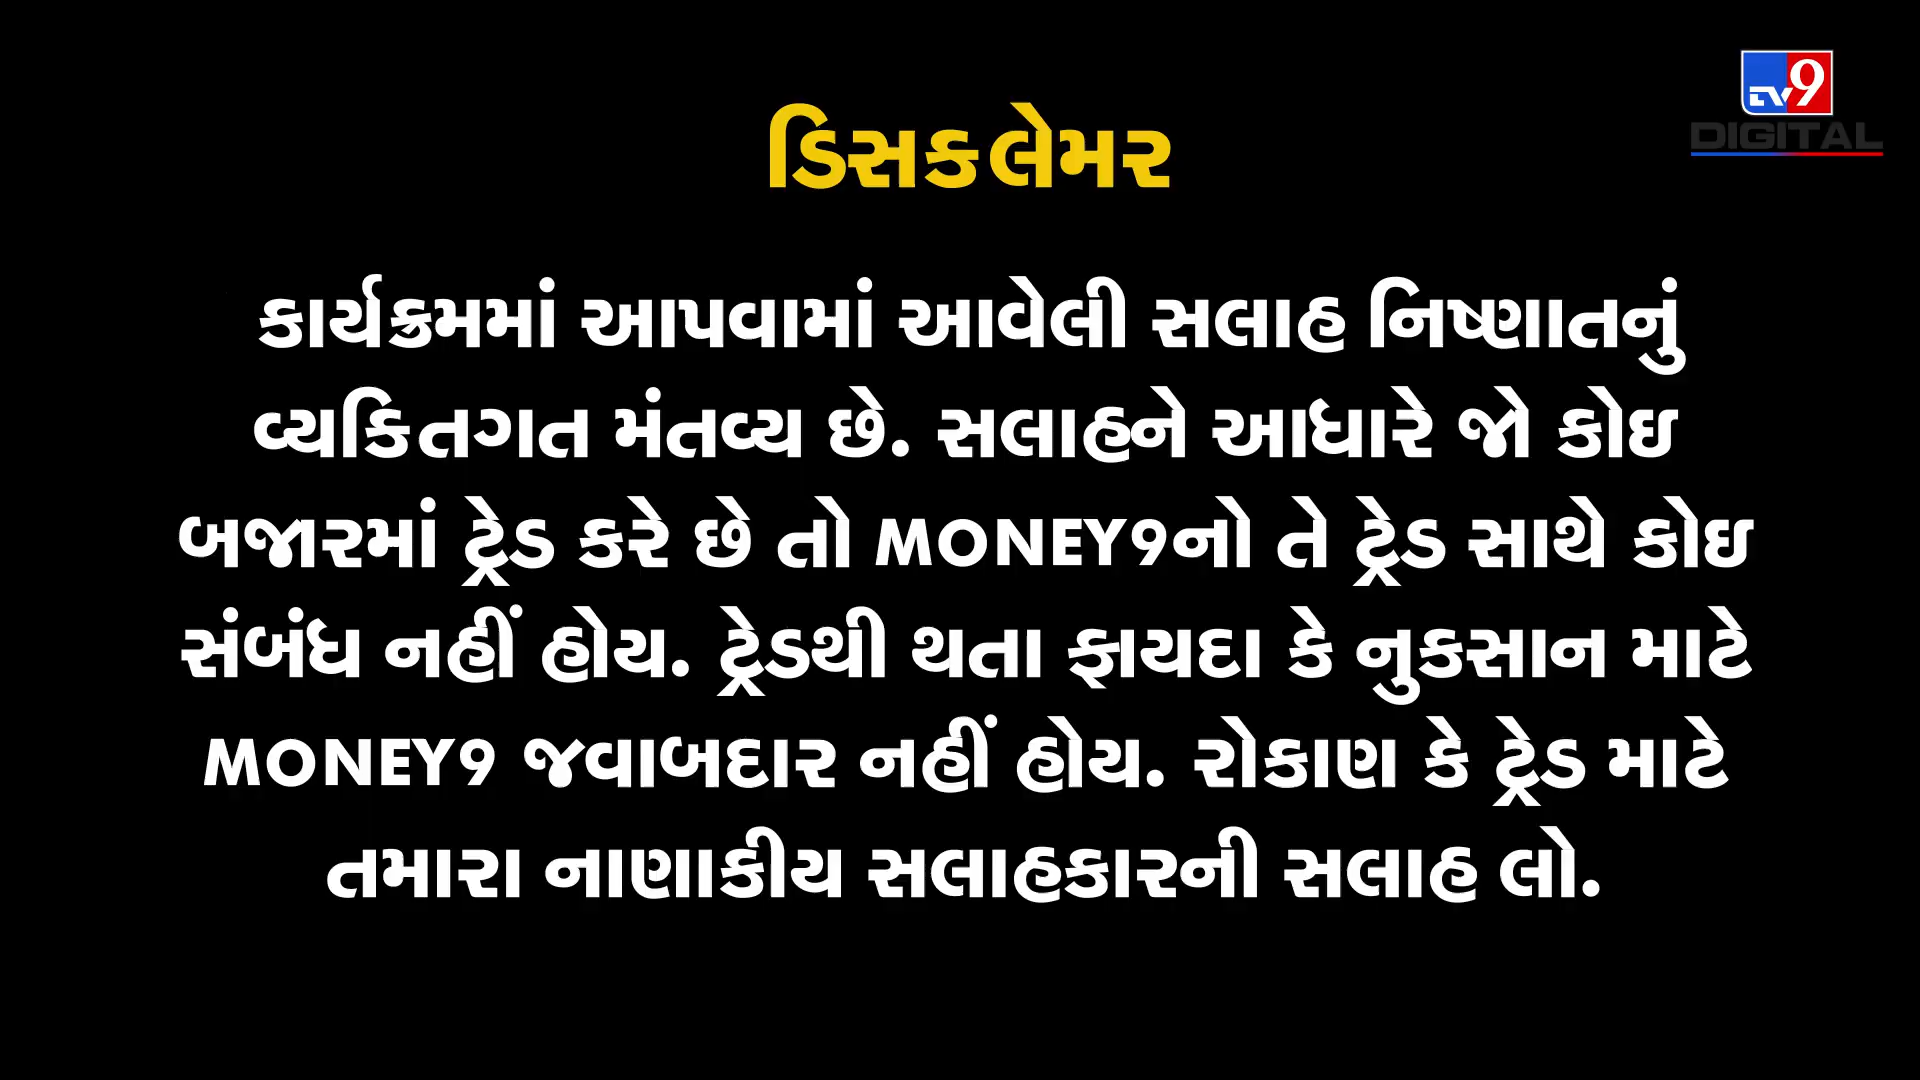 TV9
DIGITAL
ડિસકલેમર
કાર્યક્રમમાં આપવામાં આવેલી સલાહ નિષ્ણાતનું
વ્યકિતગત મંતવ્ય છે. સલાહને આધારે જો કોઇ
બજારમાં ટ્રેડ કરે છે તો MONEY9નો તે ટ્રેડ સાથે કોઇ
સંબંધ નહીં હોય. ટ્રેડથી થતા ફાયદા કે નુકસાન માટે
MONEY9 જવાબદાર નહીં હોય. રોકાણ કે ટ્રેડ માટે
તમારા નાણાકીય સલાહકારની સલાહ લો.